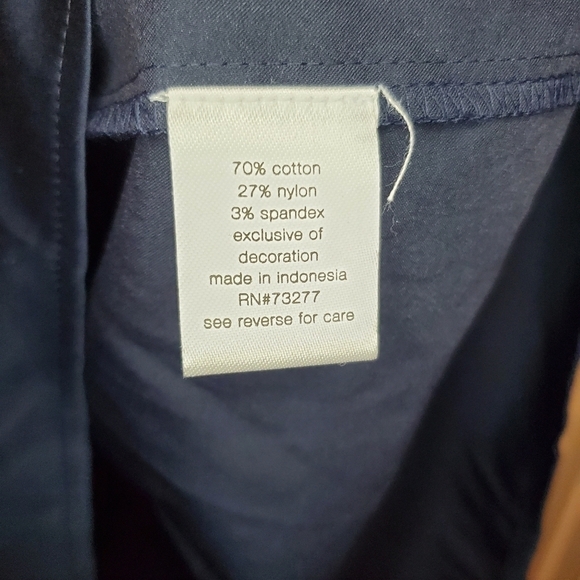 70% cotton
27% nylon
3% spandex
exclusive of
decoration
made in indonesia
RN#73277
see reverse for care